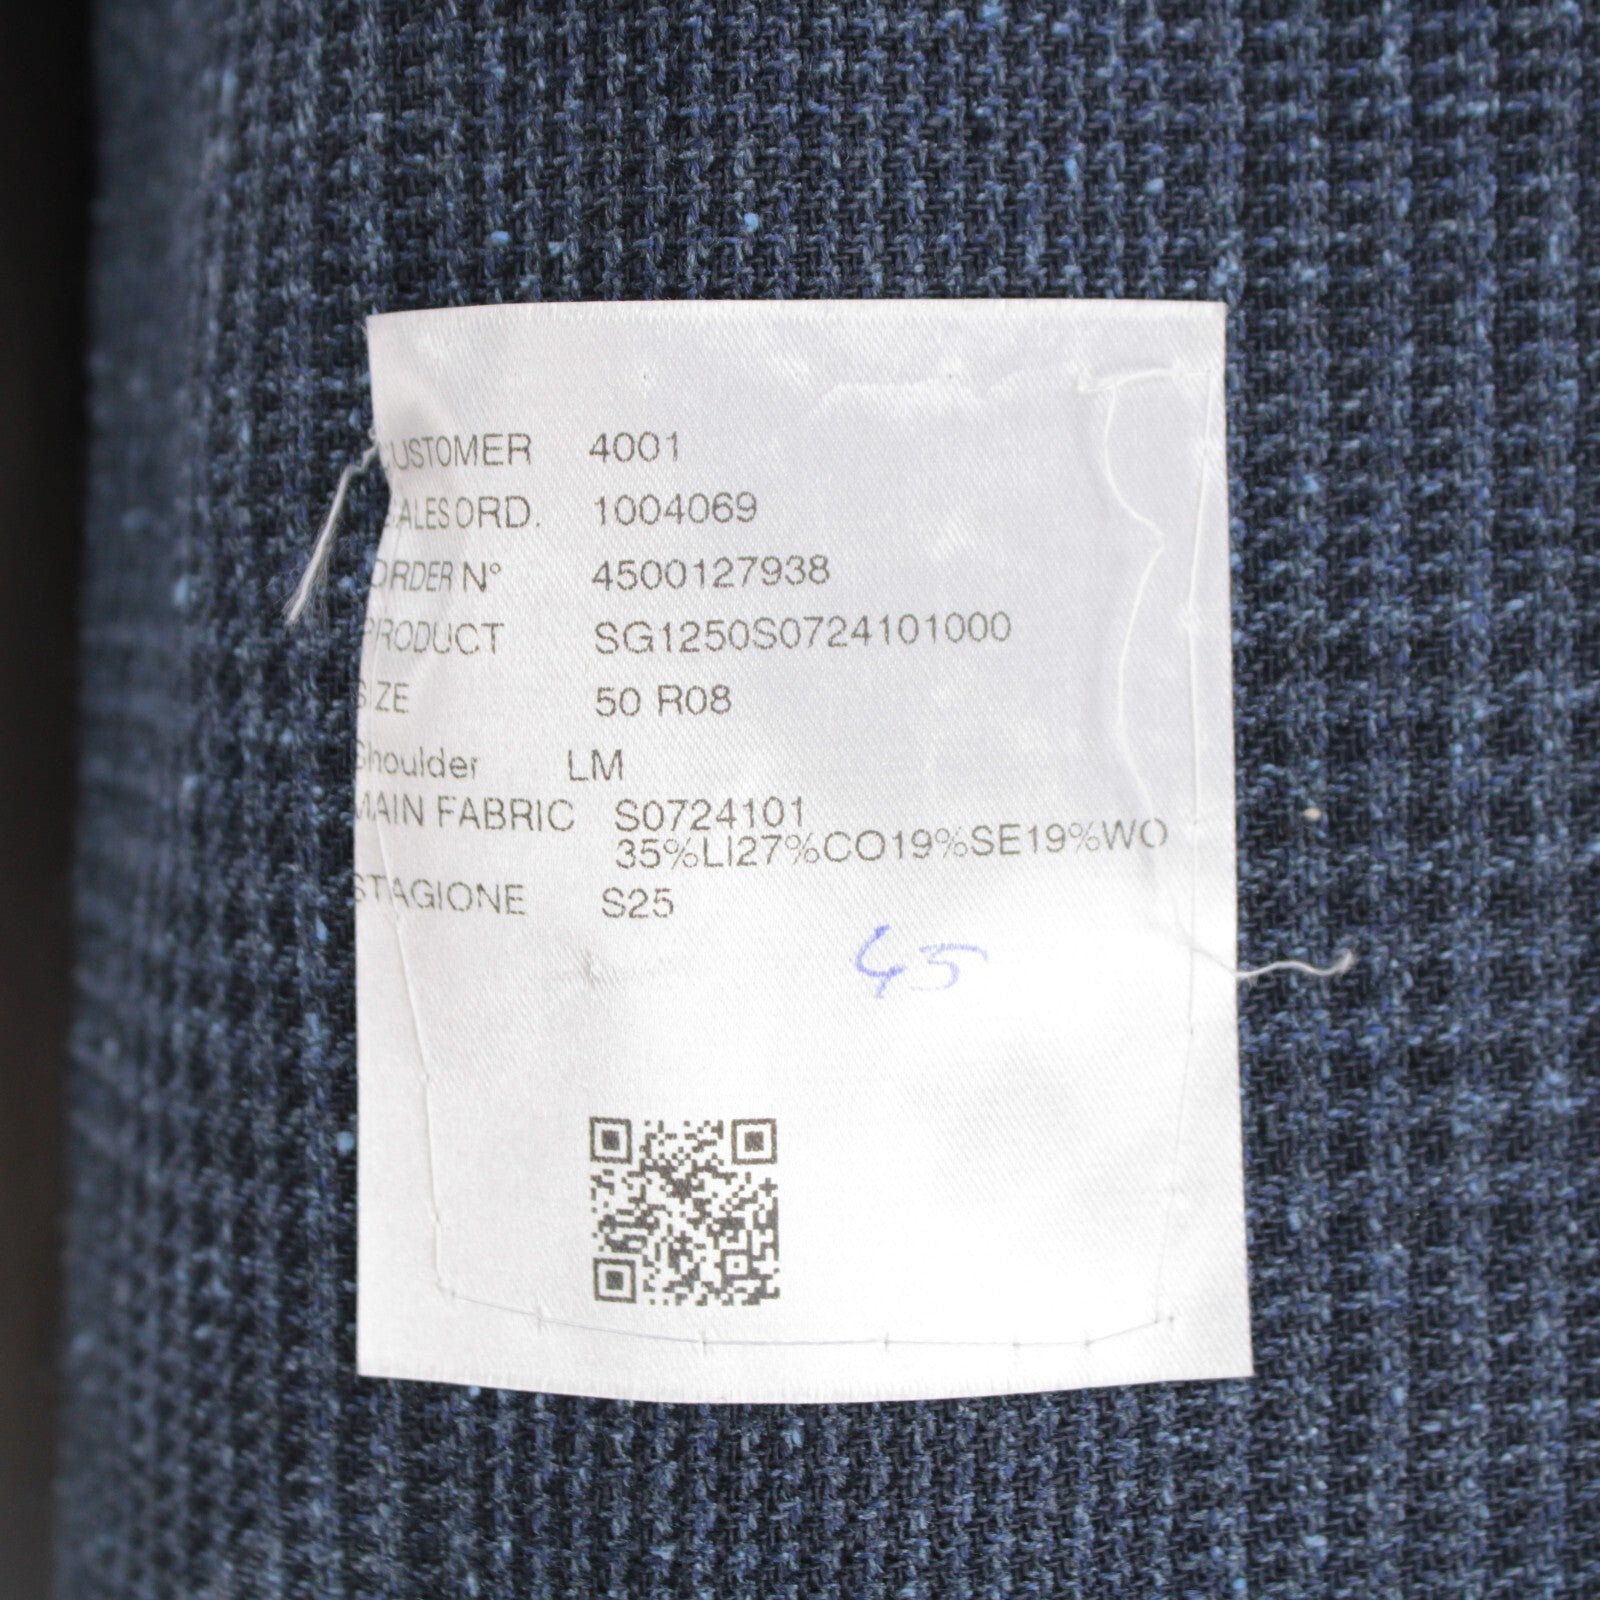 CUSTOMER 4001
SALES ORD. 1004069
ORDER N° 4500127938
PRODUCT SG1250S0724101000
SIZE 50 R08
Shoulder LM
MAIN FABRIC S0724101
35%LI27%CO19%SE19%WO
STAGIONE S25
45